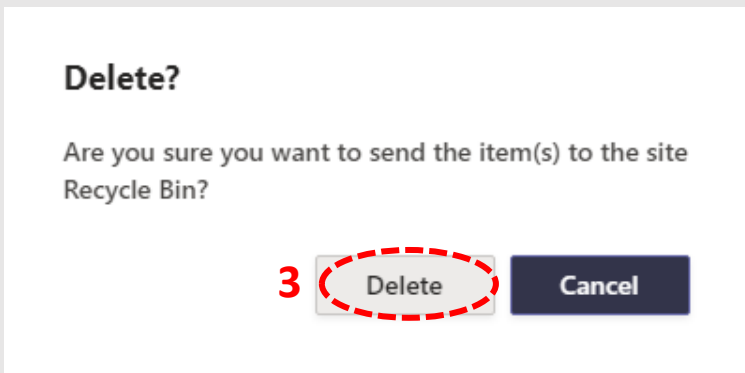 Delete?
Are you sure you want to send the item(s) to the site
Recycle Bin?
3 Delete Cancel